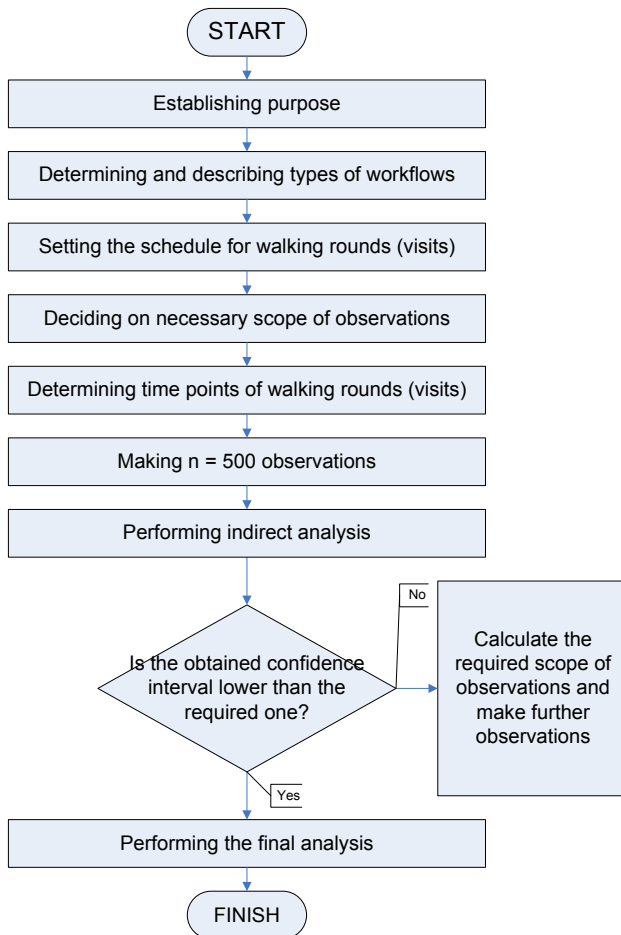 START
Establishing purpose
Determining and describing types of workflows
Setting the schedule for walking rounds (visits)
Deciding on necessary scope of observations
Determining time points of walking rounds (visits)
Making n = 500 observations
Performing indirect analysis
No
Is the obtained confidence
interval lower than the
required one?
Calculate the
required scope of
observations and
make further
observations
Yes
Performing the final analysis
FINISH